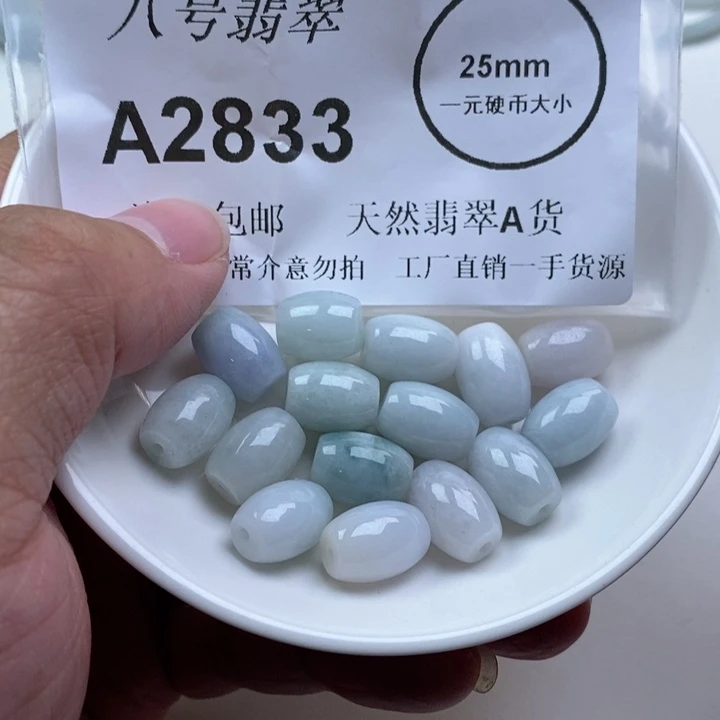 八号翡翠
25mm
一元硬币大小
A2833
包邮 天然翡翠A货
常介意勿拍 工厂直销一手货源